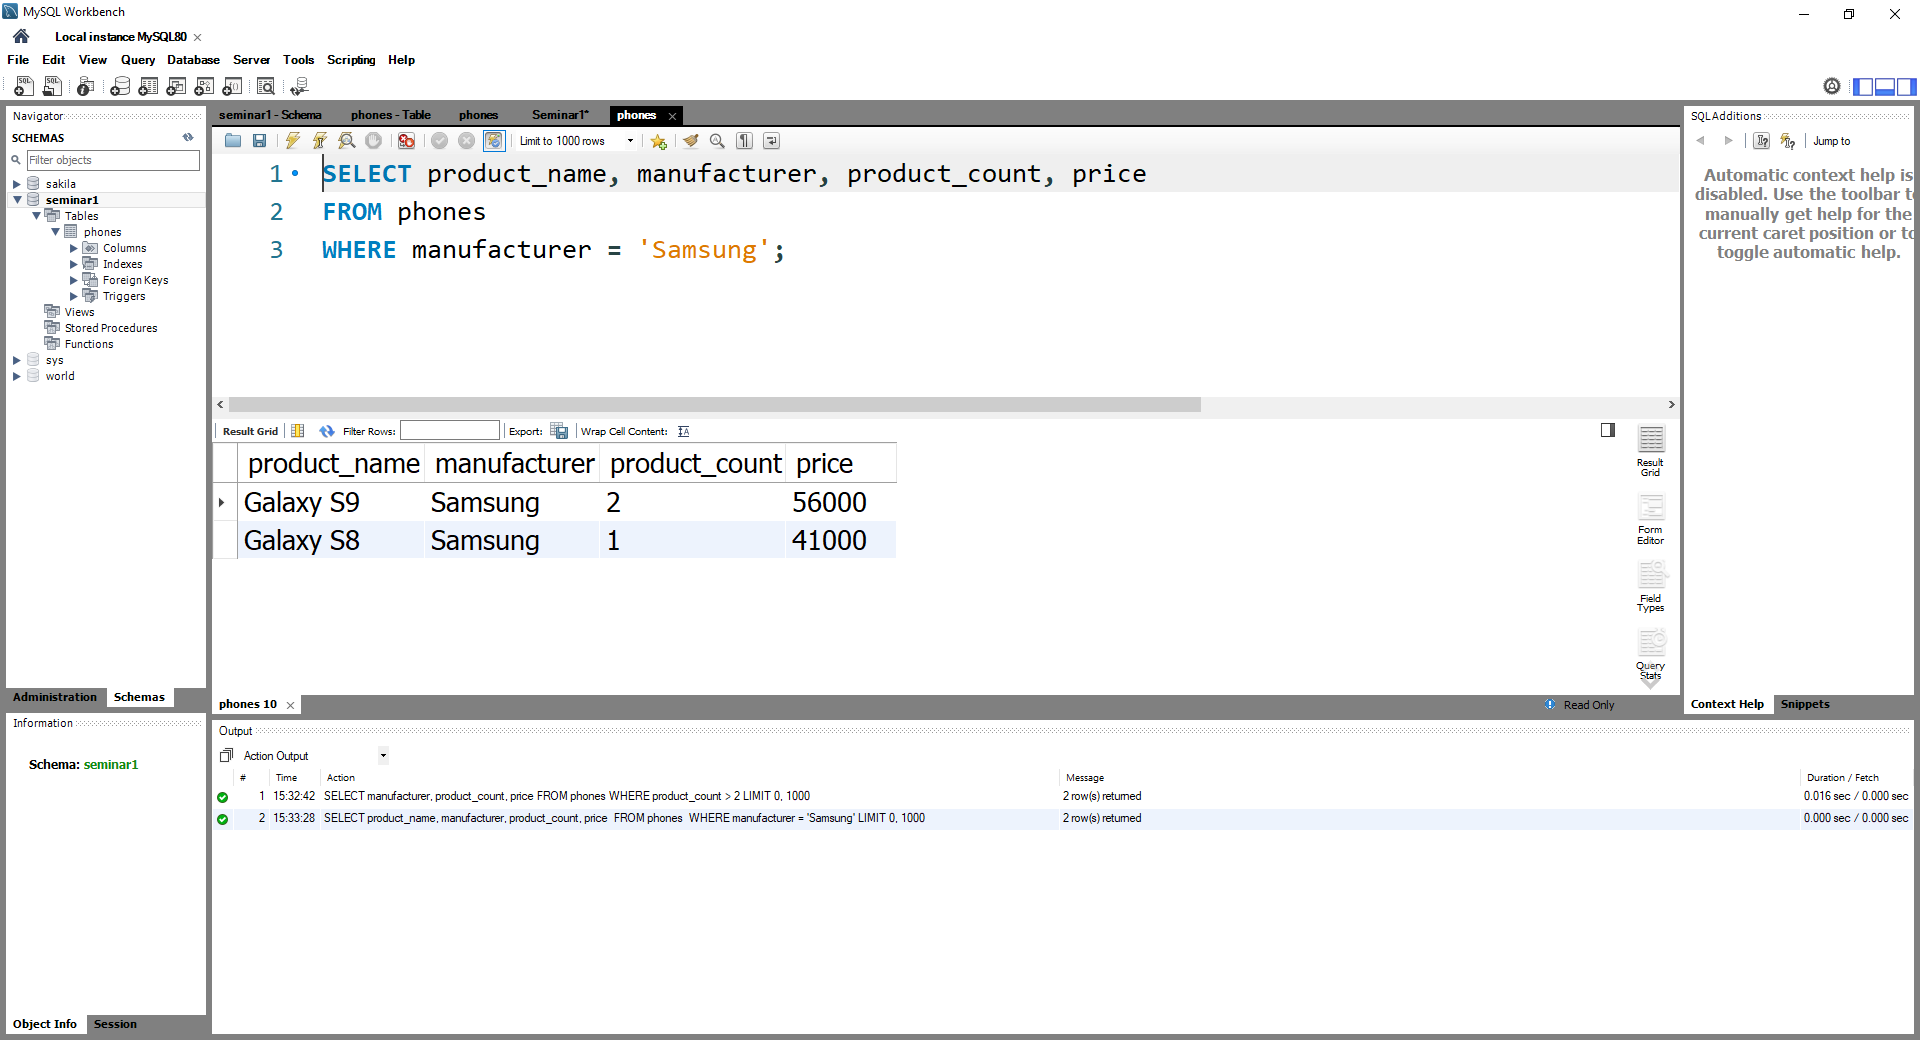 MySQL Workbench
Local instance MySQL80
File Edit View Query Database Server Tools Scripting Help
Navigator
SCHEMAS
Filter objects
sakila
seminar1
Tables
phones
Columns
Indexes
Foreign Keys
Triggers
Views
Stored Procedures
Functions
sys
world
Administration Schemas
Information
Schema: seminar1
Object Info Session
seminar1 - Schema phones - Table phones Seminar1* phones
Limit to 1000 rows
1 SELECT product_name, manufacturer, product_count, price
2 FROM phones
3 WHERE manufacturer = 'Samsung';
Result Grid Filter Rows: Export: Wrap Cell Content:
product_name manufacturer product_count price
Galaxy S9 Samsung 2 56000
Galaxy S8 Samsung 1 41000
Result
Grid
Form
Editor
Field
Types
Query
Stats
phones 10
Read Only
Output
Action Output
# Time Action Message Duration / Fetch
1 15:32:42 SELECT manufacturer, product_count, price FROM phones WHERE product_count > 2 LIMIT 0, 1000 2 row(s) returned 0.016 sec / 0.000 sec
2 15:33:28 SELECT product_name, manufacturer, product_count, price FROM phones WHERE manufacturer = 'Samsung' LIMIT 0, 1000 2 row(s) returned 0.000 sec / 0.000 sec
SQLAdditions
Jump to
Automatic context help is
disabled. Use the toolbar to
manually get help for the
current caret position or to
toggle automatic help.
Context Help Snippets